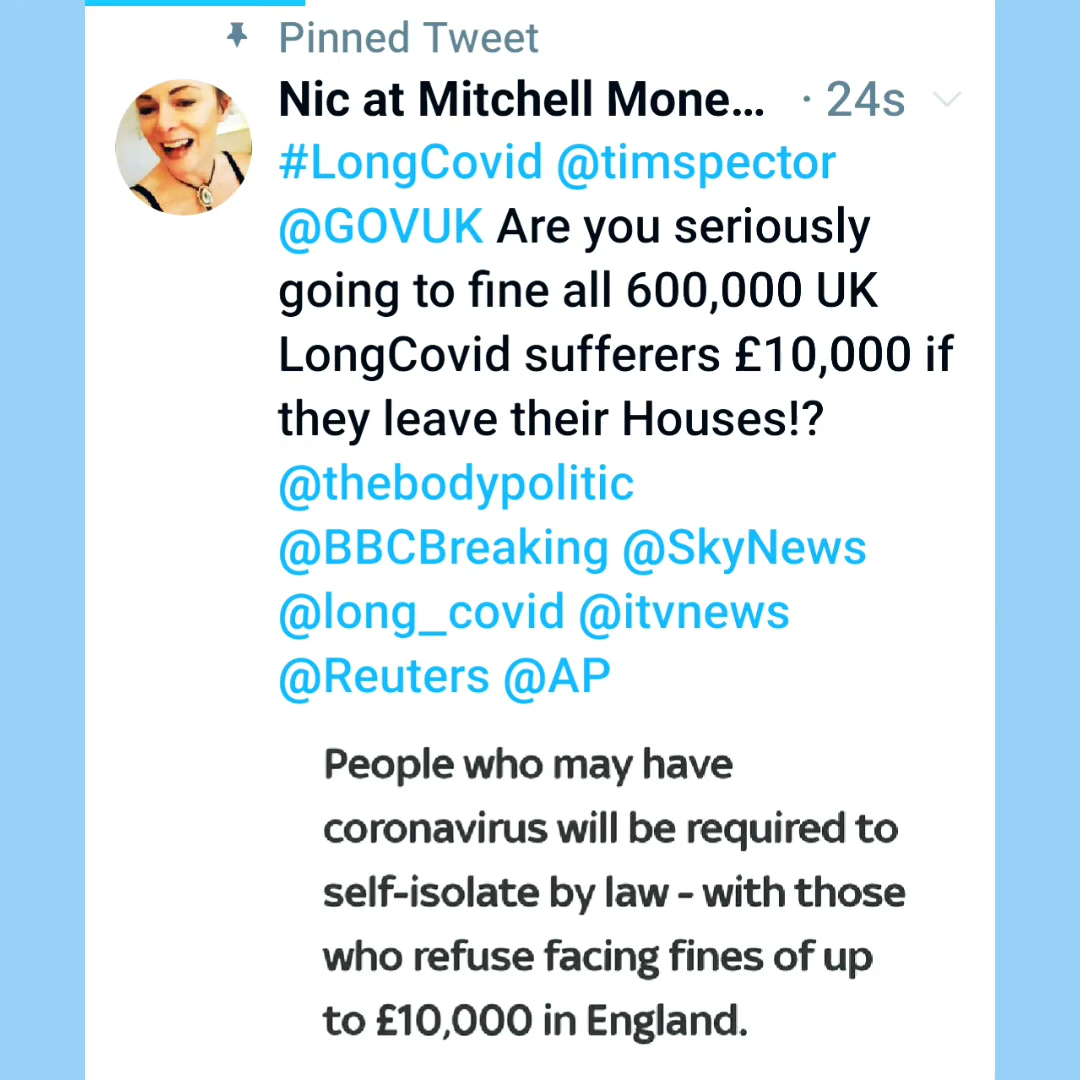 Pinned Tweet
Nic at Mitchell Mone... · 24s
#LongCovid @timspector
@GOVUK Are you seriously
going to fine all 600,000 UK
LongCovid sufferers £10,000 if
they leave their Houses!?
@thebodypolitic
@BBCBreaking @SkyNews
@long_covid @itvnews
@Reuters @AP
People who may have
coronavirus will be required to
self-isolate by law - with those
who refuse facing fines of up
to £10,000 in England.